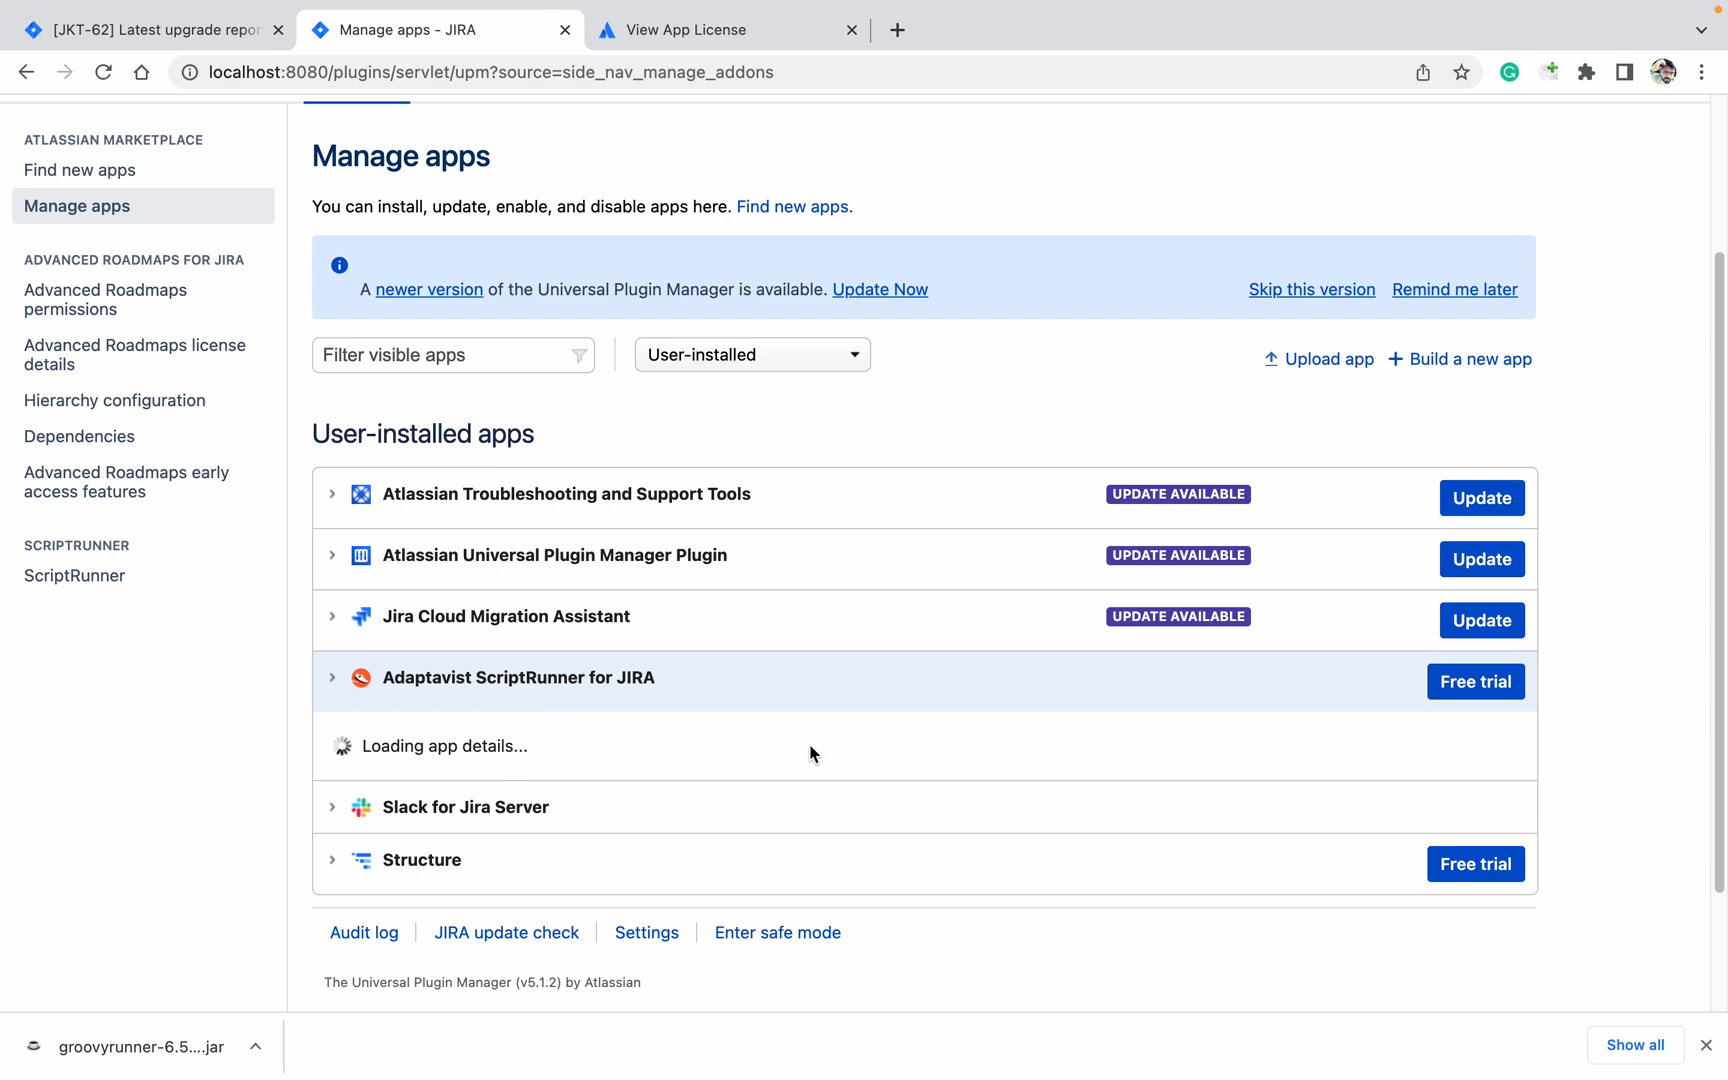 [JKT-62] Latest upgrade repor
Manage apps - JIRA
View App License
localhost:8080/plugins/servlet/upm?source=side_nav_manage_addons
ATLASSIAN MARKETPLACE
Find new apps
Manage apps
ADVANCED ROADMAPS FOR JIRA
Advanced Roadmaps
permissions
Advanced Roadmaps license
details
Hierarchy configuration
Dependencies
Advanced Roadmaps early
access features
SCRIPTRUNNER
ScriptRunner
Manage apps
You can install, update, enable, and disable apps here. Find new apps.
A newer version of the Universal Plugin Manager is available. Update Now
Skip this version
Remind me later
Filter visible apps
User-installed
Upload app
Build a new app
User-installed apps
Atlassian Troubleshooting and Support Tools
UPDATE AVAILABLE
Update
Atlassian Universal Plugin Manager Plugin
UPDATE AVAILABLE
Update
Jira Cloud Migration Assistant
UPDATE AVAILABLE
Update
Adaptavist ScriptRunner for JIRA
Free trial
Loading app details...
Slack for Jira Server
Structure
Free trial
Audit log
JIRA update check
Settings
Enter safe mode
The Universal Plugin Manager (v5.1.2) by Atlassian
groovyrunner-6.5....jar
Show all